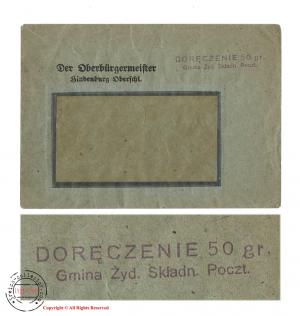 Der Oberbürgermeister
Hindenburg Oberschl.
DORĘCZENIE 50 gr.
Gmina Żyd. Składn. Poczt.
DORĘCZENIE 50 gr.
Gmina Żyd. Składn. Poczt.
Copyright © All Rights Reserved